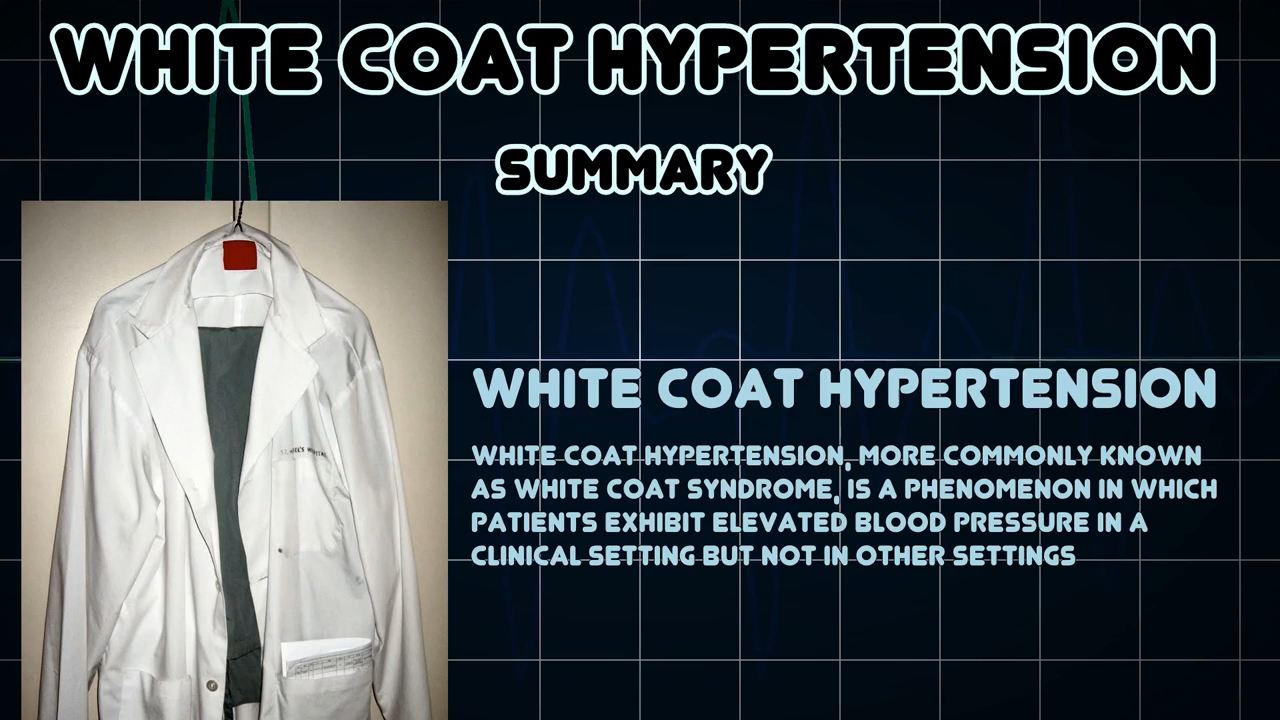 WHITE COAT HYPERTENSION
SUMMARY
WHITE COAT HYPERTENSION
WHITE COAT HYPERTENSION, MORE COMMONLY KNOWN
AS WHITE COAT SYNDROME, IS A PHENOMENON IN WHICH
PATIENTS EXHIBIT ELEVATED BLOOD PRESSURE IN A
CLINICAL SETTING BUT NOT IN OTHER SETTINGS